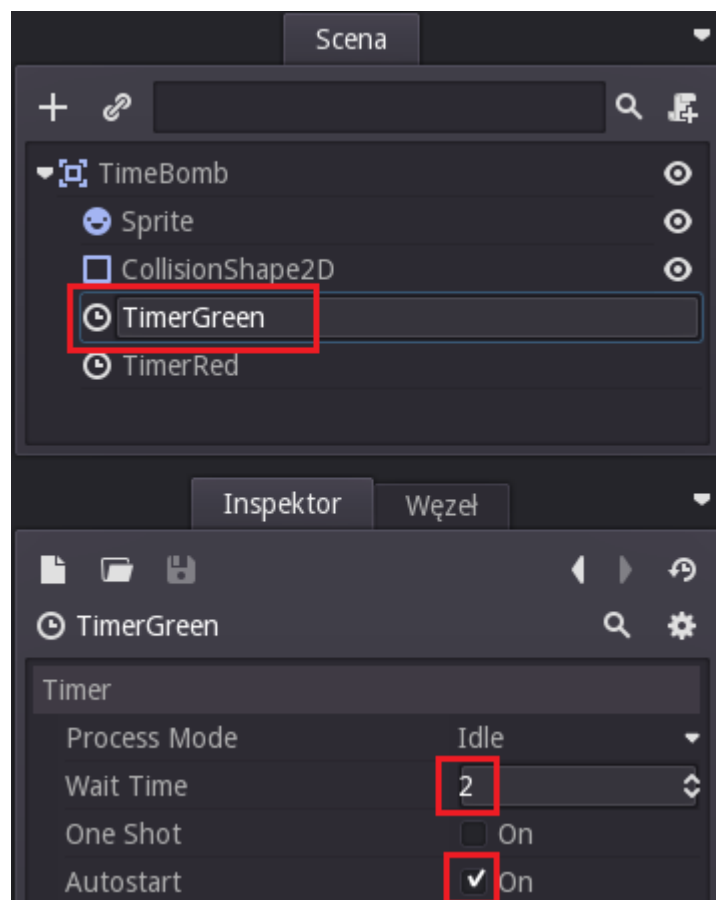 Scena
TimeBomb
Sprite
CollisionShape2D
TimerGreen
TimerRed
Inspektor Węzeł
TimerGreen
Timer
Process Mode Idle
Wait Time 2
One Shot On
Autostart On